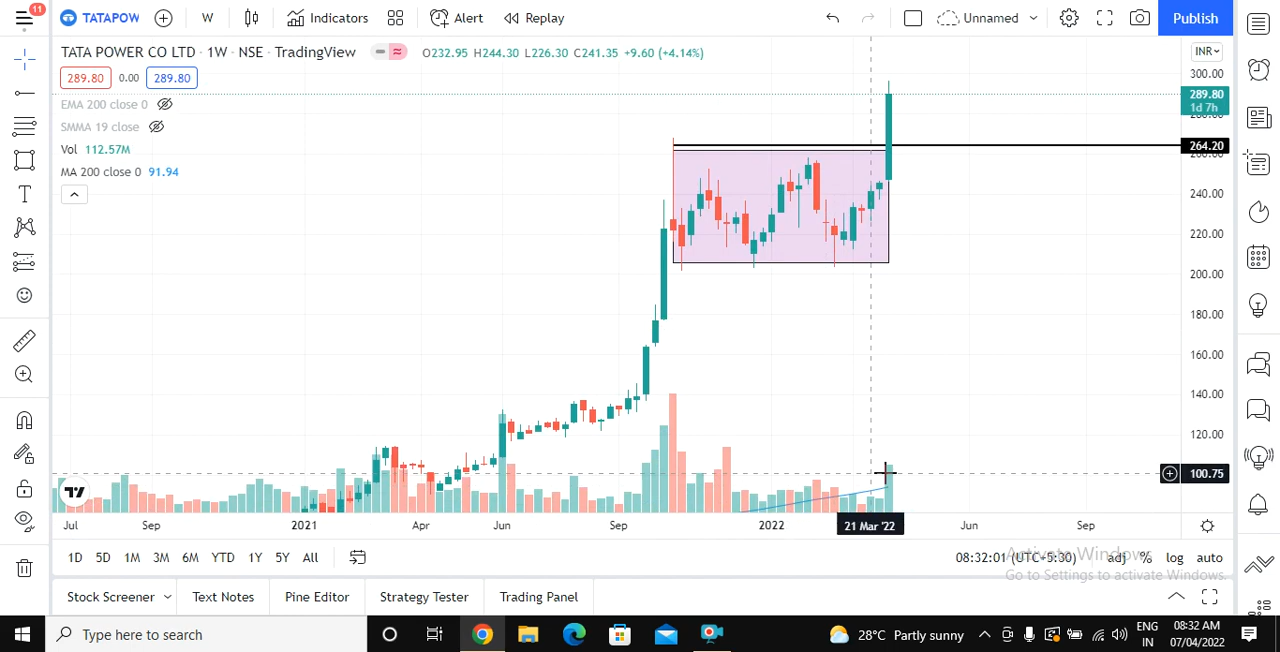 11
TATAPOW
W
Indicators
Alert
Replay
Unnamed
Publish
TATA POWER CO LTD · 1W · NSE · TradingView
O232.95 H244.30 L226.30 C241.35 +9.60 (+4.14%)
INR
289.80
0.00
289.80
EMA 200 close 0
SMMA 19 close
Vol 112.57M
MA 200 close 0 91.94
300.00
289.80
1d 7h
280.00
264.20
240.00
220.00
200.00
180.00
160.00
140.00
120.00
100.75
Jul
Sep
2021
Apr
Jun
Sep
2022
21 Mar '22
Jun
Sep
1D
5D
1M
3M
6M
YTD
1Y
5Y
All
08:32:01 (UTC+5:30)
adj
%
log
auto
Activate Windows
Go to Settings to activate Windows.
Stock Screener
Text Notes
Pine Editor
Strategy Tester
Trading Panel
Type here to search
28°C Partly sunny
ENG
IN
08:32 AM
07/04/2022